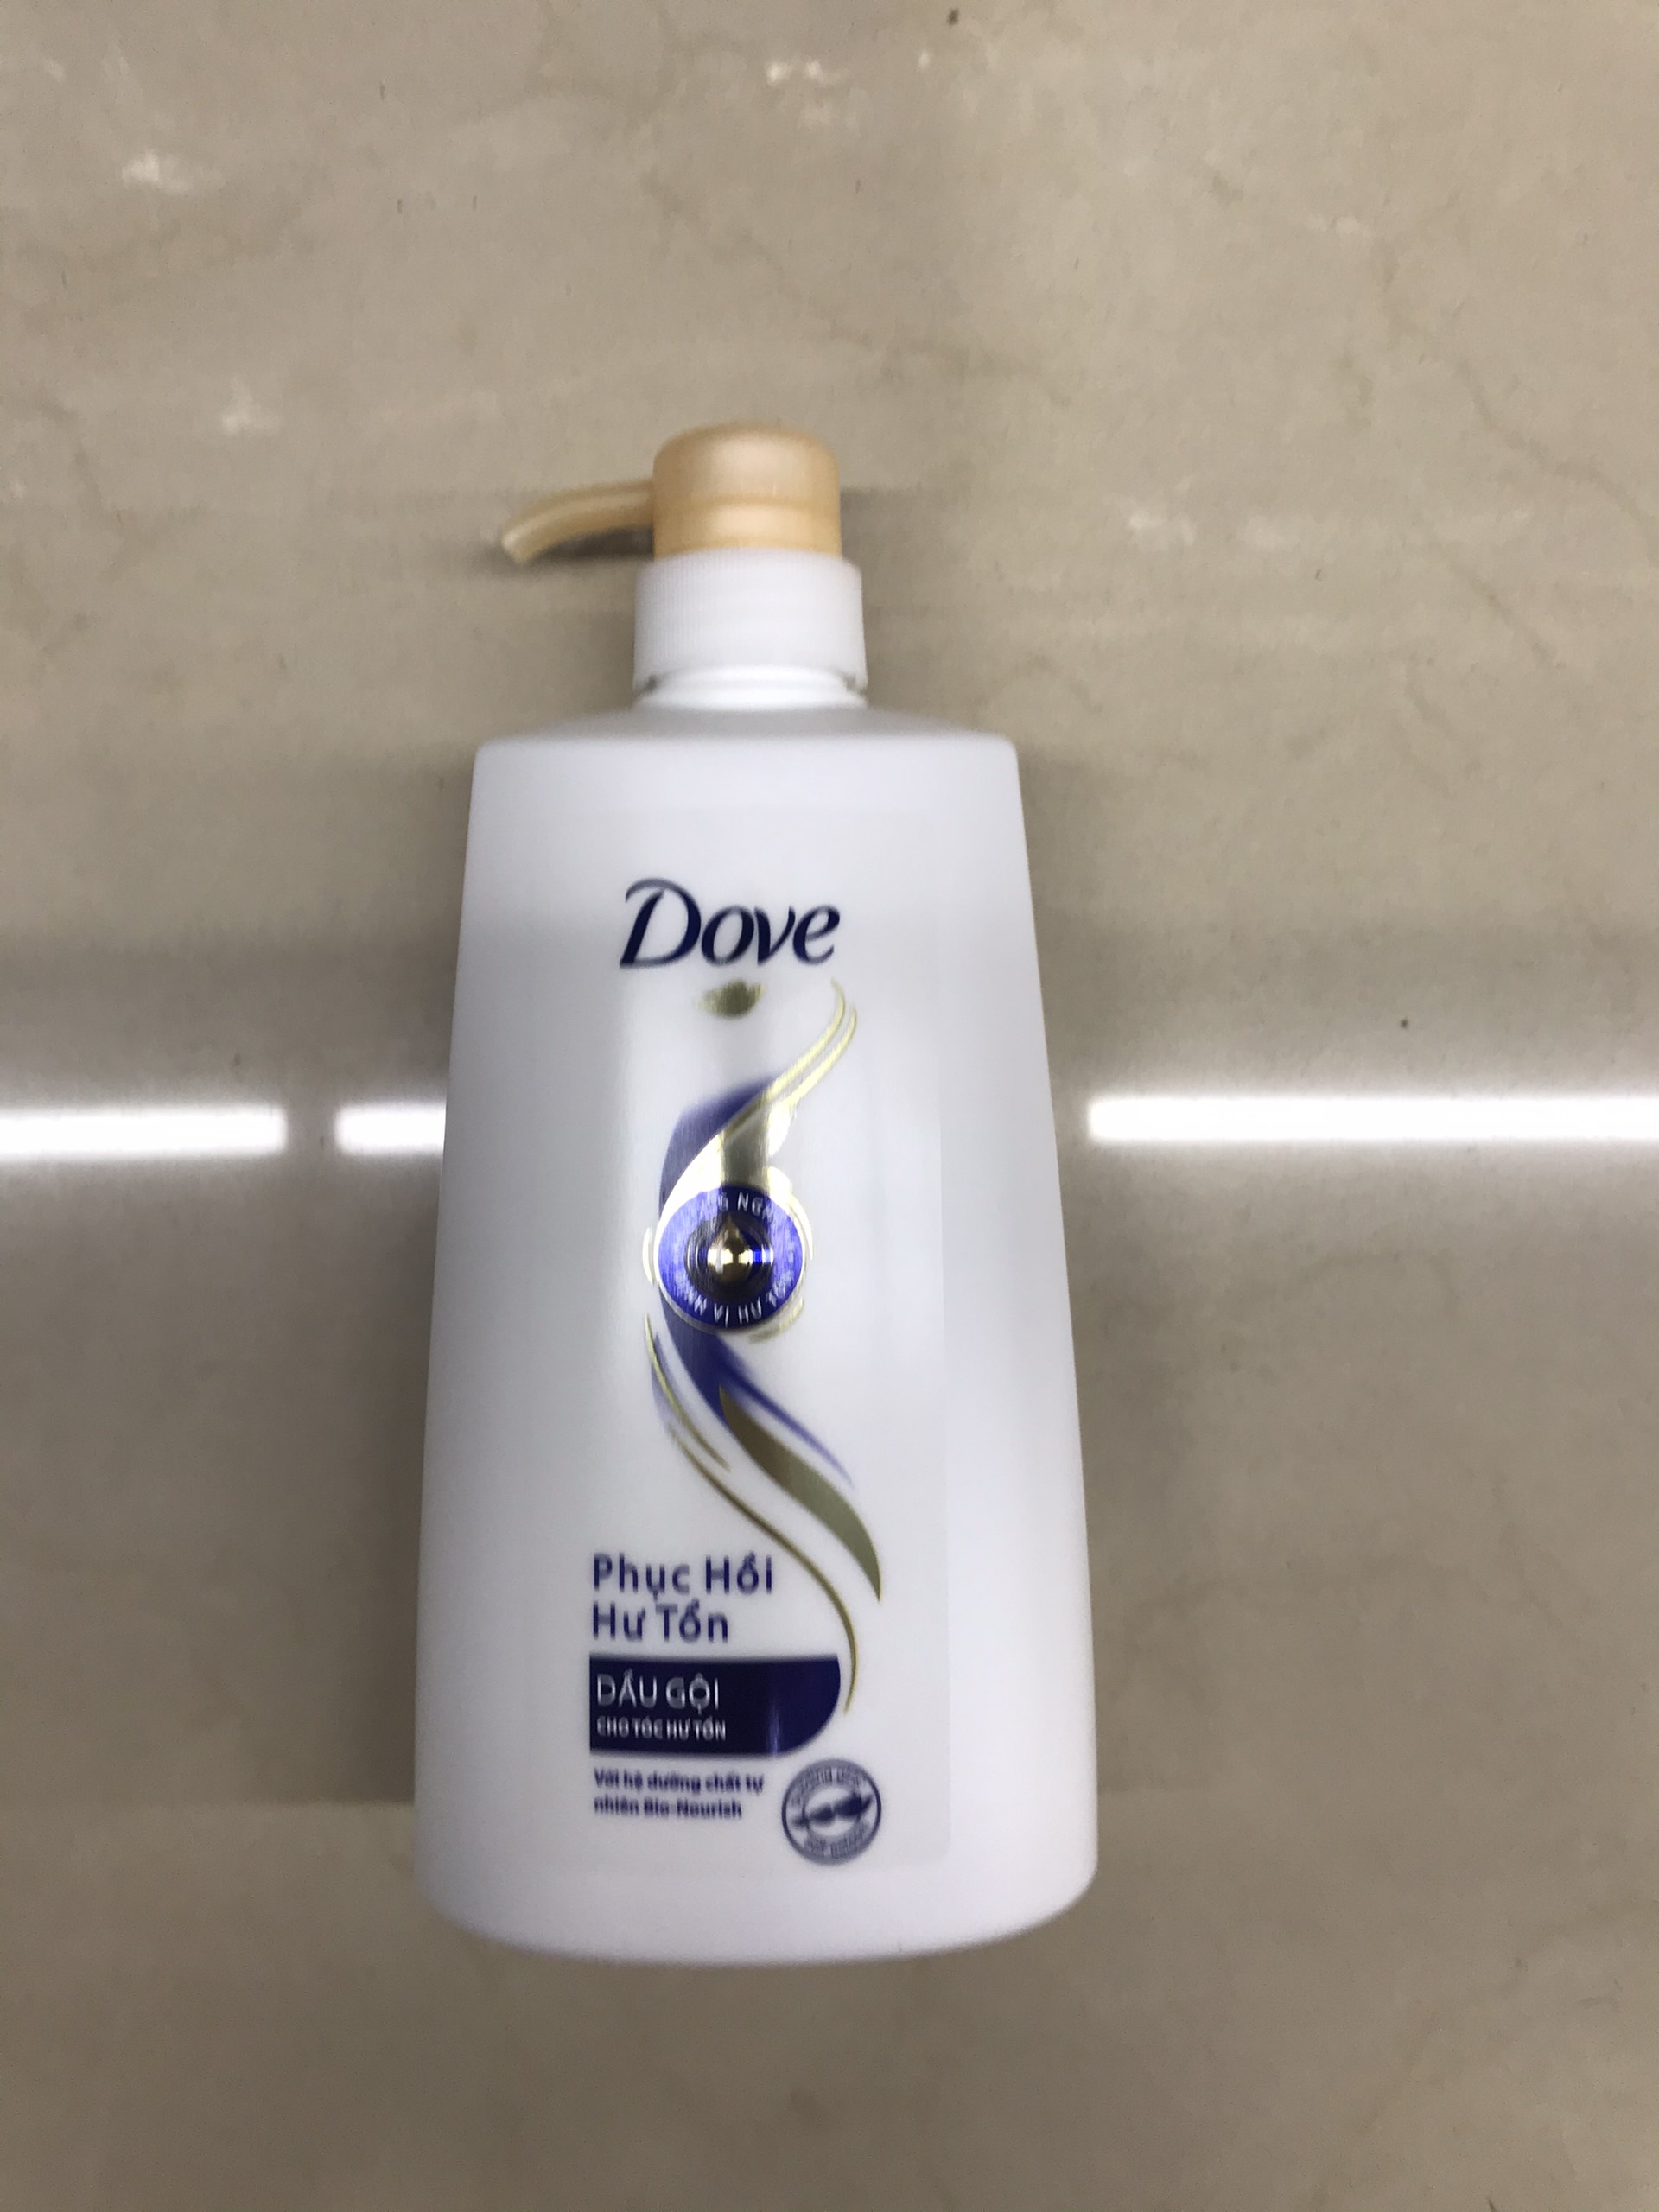 Dove
Phục Hồi
Hư Tổn
DẦU GỘI
CHO TÓC HƯ TỔN
Với hệ dưỡng chất tự
nhiên Bio-Nourish